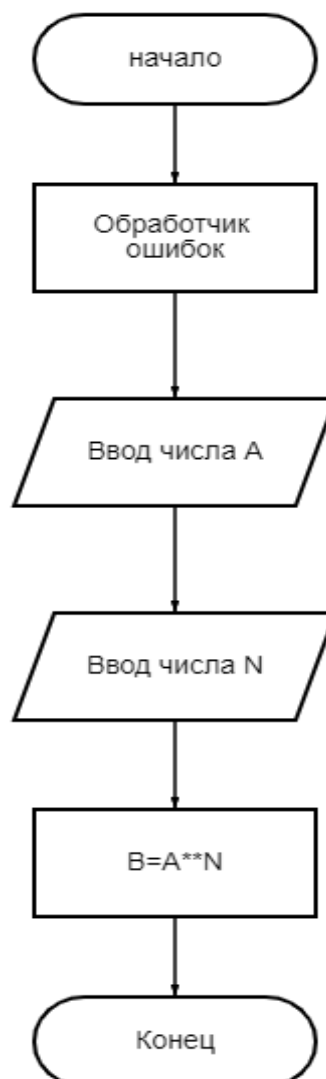 начало
Обработчик
ошибок
Ввод числа A
Ввод числа N
B=A**N
Конец